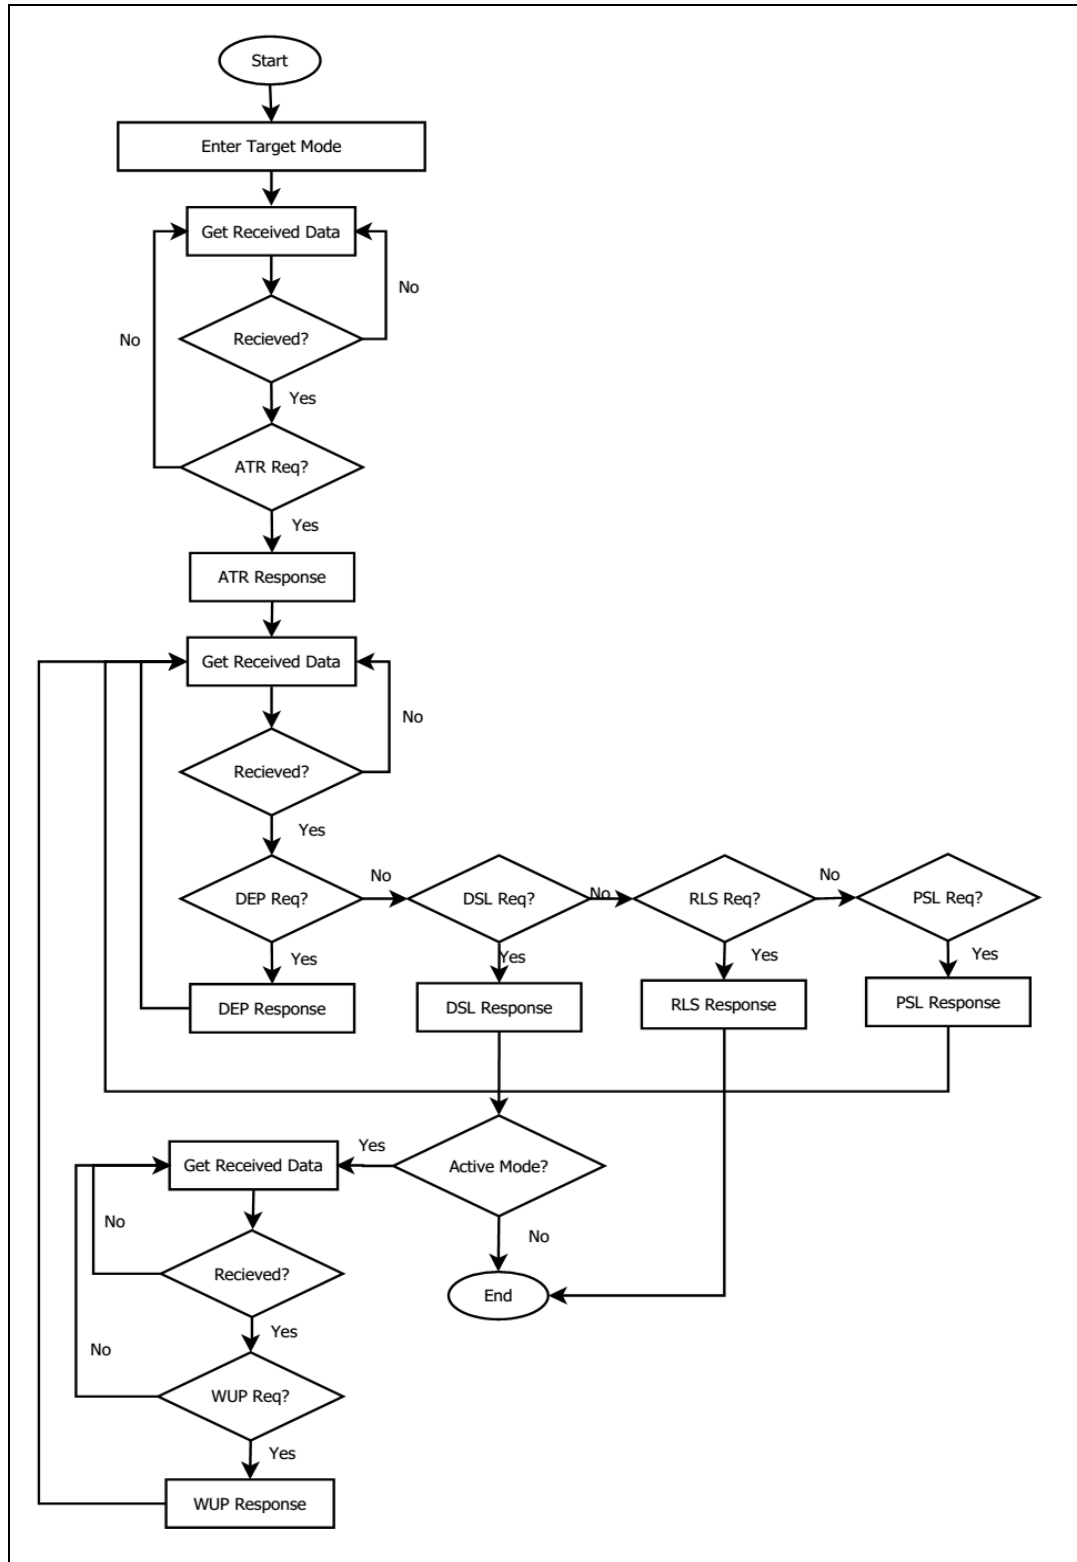 Start
Enter Target Mode
Get Received Data
No
No
Recieved?
Yes
ATR Req?
Yes
ATR Response
Get Received Data
No
Recieved?
Yes
DEP Req?
No
DSL Req?
No
RLS Req?
No
PSL Req?
Yes
Yes
Yes
Yes
DEP Response
DSL Response
RLS Response
PSL Response
Yes
Get Received Data
Active Mode?
No
No
Recieved?
End
Yes
No
WUP Req?
Yes
WUP Response